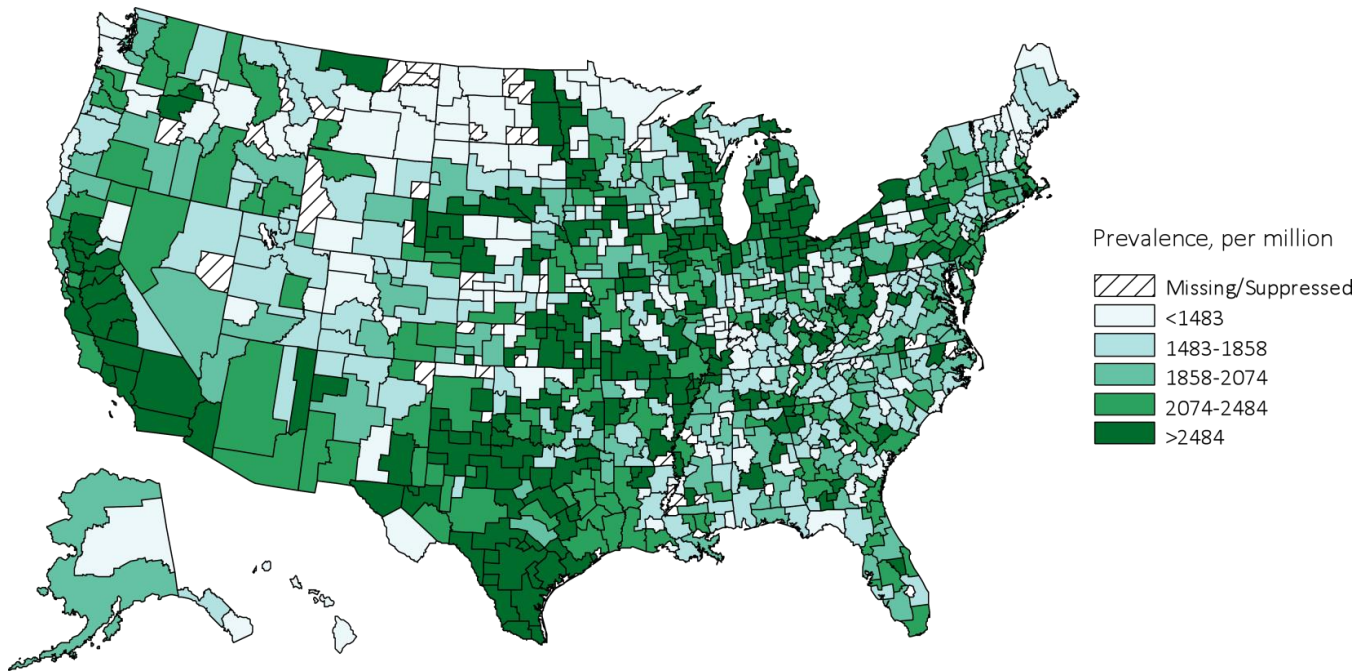 Prevalence, per million
Missing/Suppressed
<1483
1483-1858
1858-2074
2074-2484
>2484